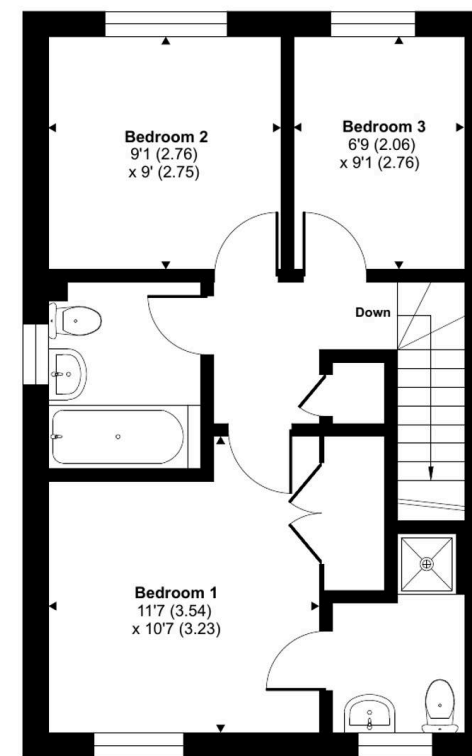 Bedroom 2
9'1 (2.76)
x 9' (2.75)
Bedroom 3
6'9 (2.06)
x 9'1 (2.76)
Down
Bedroom 1
11'7 (3.54)
x 10'7 (3.23)